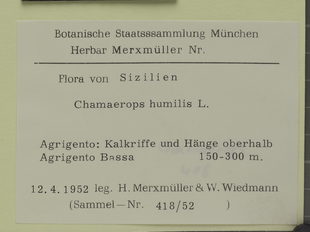 Botanische Staatsssammlung München
Herbar Merxmüller Nr.
Flora von Sizilien
Chamaerops humilis L.
Agrigento: Kalkriffe und Hänge oberhalb
Agrigento Bassa 150-300 m.
12.4.1952 leg. H. Merxmüller & W. Wiedmann
(Sammel-Nr. 418/52 )